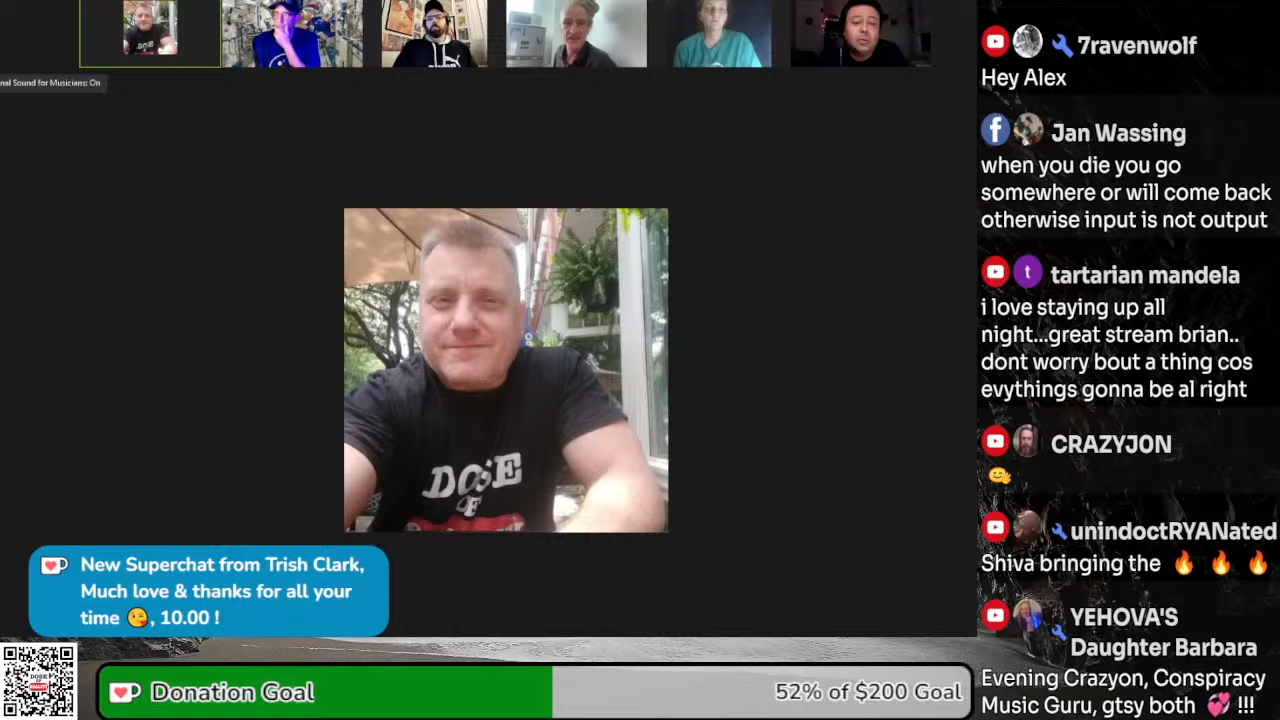 nal Sound for Musicians: On
DOSE
OF
New Superchat from Trish Clark,
Much love & thanks for all your
time 😘, 10.00 !
DOSE
Donation Goal
52% of $200 Goal
7ravenwolf
Hey Alex
Jan Wassing
when you die you go
somewhere or will come back
otherwise input is not output
t tartarian mandela
i love staying up all
night...great stream brian..
dont worry bout a thing cos
evythings gonna be al right
CRAZYJ0N
unindoctRYANated
Shiva bringing the 🔥 🔥 🔥
YEHOVA'S
Daughter Barbara
Evening Crazyon, Conspiracy
Music Guru, gtsy both 💞 !!!